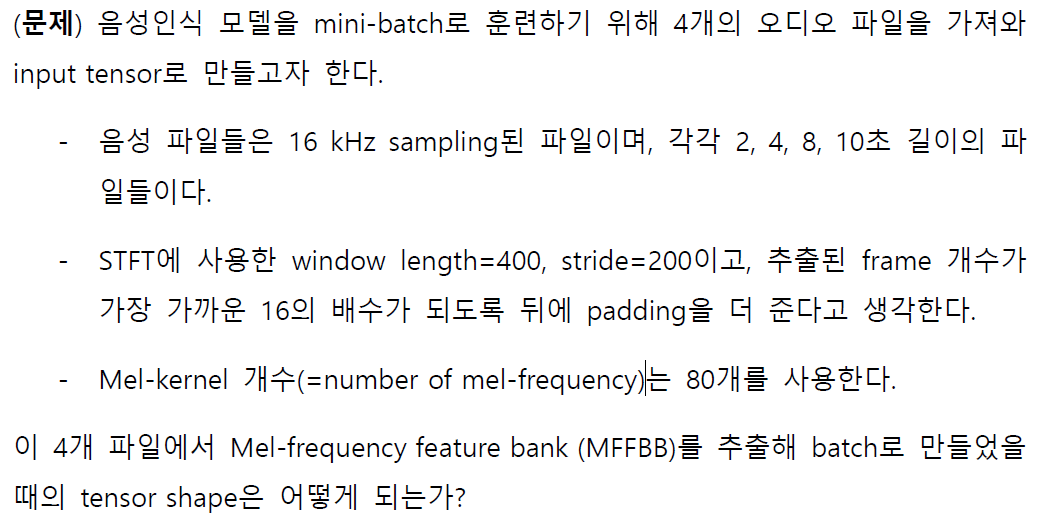 (문제) 음성인식 모델을 mini-batch로 훈련하기 위해 4개의 오디오 파일을 가져와
input tensor로 만들고자 한다.
- 음성 파일들은 16 kHz sampling된 파일이며, 각각 2, 4, 8, 10초 길이의 파
일들이다.
- STFT에 사용한 window length=400, stride=200이고, 추출된 frame 개수가
가장 가까운 16의 배수가 되도록 뒤에 padding을 더 준다고 생각한다.
- Mel-kernel 개수(=number of mel-frequency)는 80개를 사용한다.
이 4개 파일에서 Mel-frequency feature bank (MFFBB)를 추출해 batch로 만들었을
때의 tensor shape은 어떻게 되는가?